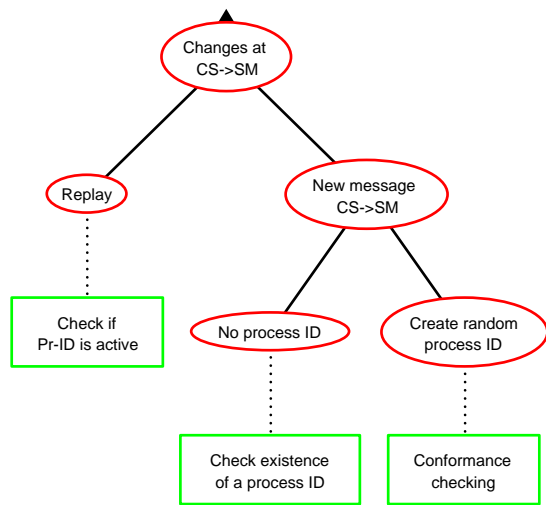 Changes at
CS->SM
Replay
New message
CS->SM
Check if
Pr-ID is active
No process ID
Create random
process ID
Check existence
of a process ID
Conformance
checking